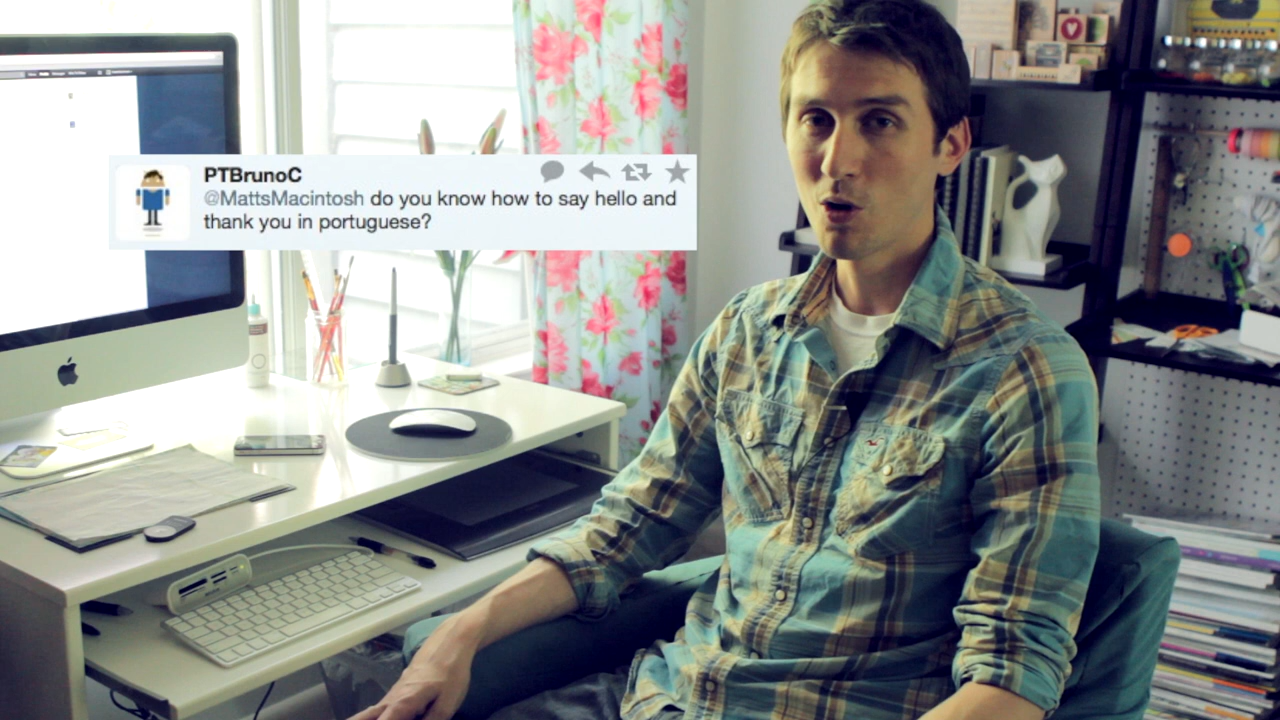 PTBrunoC
@MattsMacintosh do you know how to say hello and
thank you in portuguese?